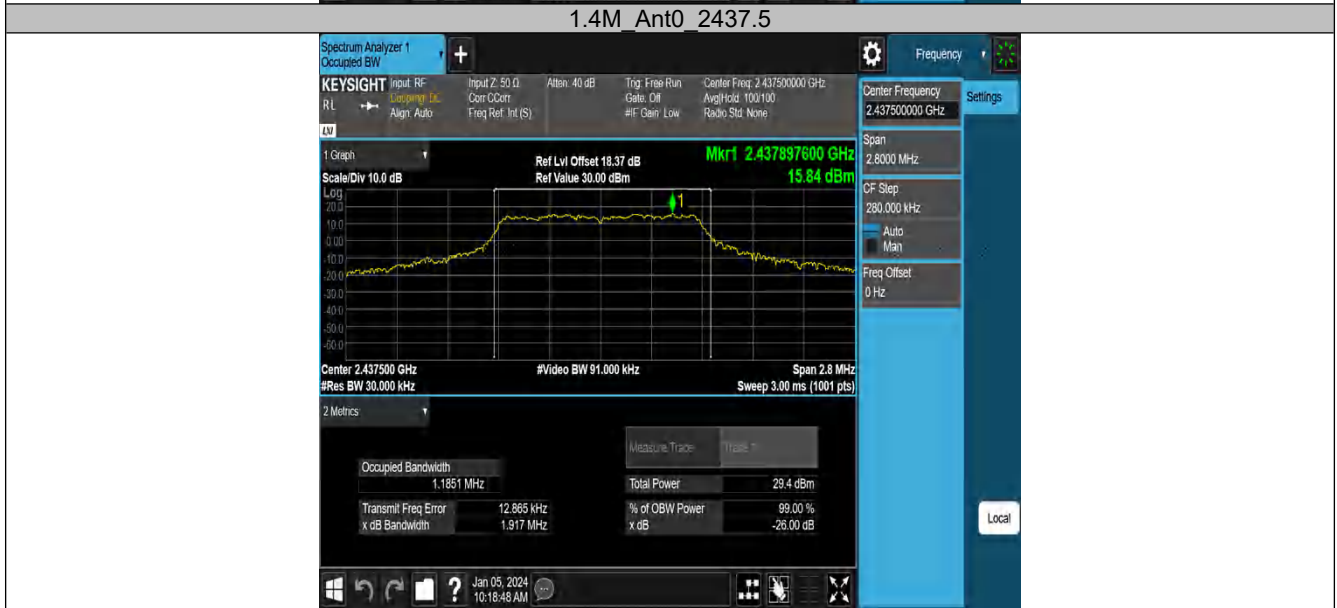 1.4M_Ant0_2437.5
Spectrum Analyzer 1
Occupied BW
+
Frequency
KEYSIGHT
RL
LXI
Input: RF
Coupling: DC
Align: Auto
Input Z: 50 Ω
Corr CCorr
Freq Ref: Int (S)
Atten: 40 dB
Trig: Free Run
Gate: Off
#IF Gain: Low
Center Freq: 2.437500000 GHz
Avg|Hold: 100/100
Radio Std: None
Center Frequency
2.437500000 GHz
Settings
Span
2.8000 MHz
CF Step
280.000 kHz
Auto
Man
Freq Offset
0 Hz
Local
1 Graph
Scale/Div 10.0 dB
Ref Lvl Offset 18.37 dB
Ref Value 30.00 dBm
Mkr1 2.437897600 GHz
15.84 dBm
Log
20.0
10.0
0.00
-10.0
-20.0
-30.0
-40.0
-50.0
-60.0
1
Center 2.437500 GHz
#Video BW 91.000 kHz
Span 2.8 MHz
#Res BW 30.000 kHz
Sweep 3.00 ms (1001 pts)
2 Metrics
Measure Trace
Trace 1
Occupied Bandwidth
1.1851 MHz
Total Power
29.4 dBm
Transmit Freq Error
12.865 kHz
% of OBW Power
99.00 %
x dB Bandwidth
1.917 MHz
x dB
-26.00 dB
?
Jan 05, 2024
10:18:48 AM